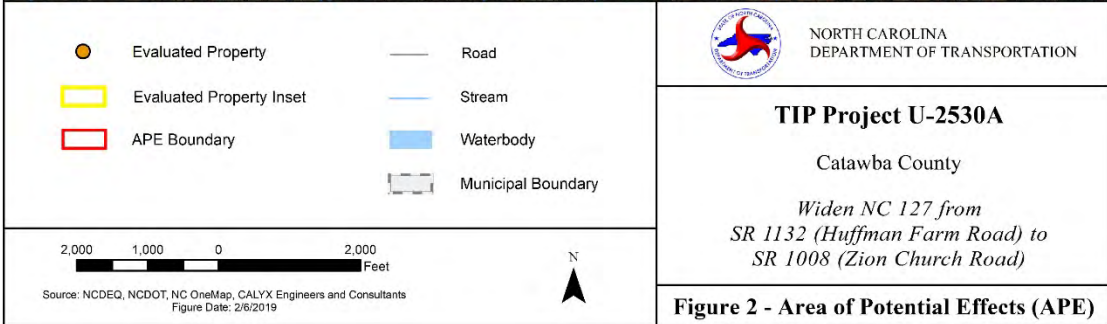 Evaluated Property
Evaluated Property Inset
APE Boundary
Road
Stream
Waterbody
Municipal Boundary
2,000 1,000 0 2,000
Feet
Source: NCDEQ, NCDOT, NC OneMap, CALYX Engineers and Consultants
Figure Date: 2/6/2019
N
NORTH CAROLINA
DEPARTMENT OF TRANSPORTATION
TIP Project U-2530A
Catawba County
Widen NC 127 from
SR 1132 (Huffman Farm Road) to
SR 1008 (Zion Church Road)
Figure 2 - Area of Potential Effects (APE)